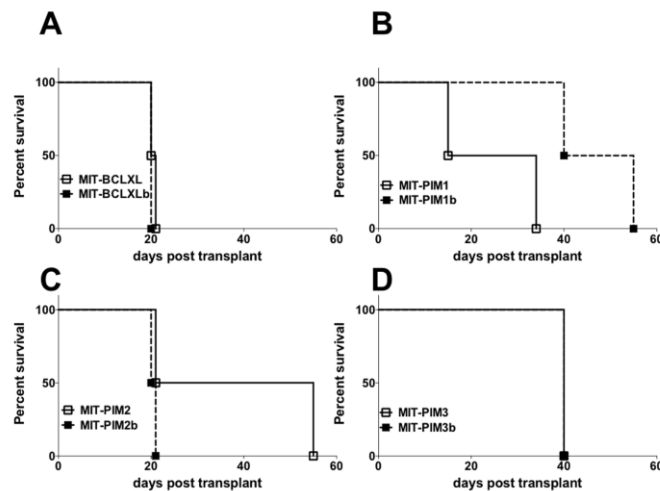 A
Percent survival
100
50
0
MIT-BCLXL
MIT-BCLXLb
0 20 40 60
days post transplant
B
Percent survival
100
50
0
MIT-PIM1
MIT-PIM1b
0 20 40 60
days post transplant
C
Percent survival
100
50
0
MIT-PIM2
MIT-PIM2b
0 20 40 60
days post transplant
D
Percent survival
100
50
0
MIT-PIM3
MIT-PIM3b
0 20 40 60
days post transplant